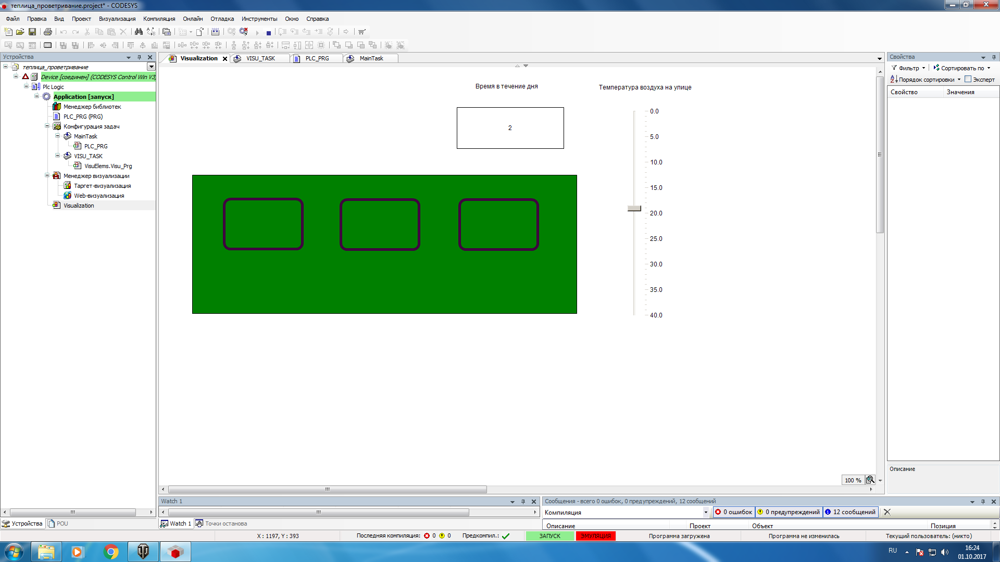 теплица_проветривание.project* - CODESYS
Файл Правка Вид Проект Визуализация Компиляция Онлайн Отладка Инструменты Окно Справка
Устройства
теплица_проветривание
Device [соединен] (CODESYS Control Win V3)
Plc Logic
Application [запуск]
Менеджер библиотек
PLC_PRG (PRG)
Конфигурация задач
MainTask
PLC_PRG
VISU_TASK
VisuElems.Visu_Prg
Менеджер визуализации
Таргет-визуализация
Web-визуализация
Visualization
Устройства POU
Visualization VISU_TASK PLC_PRG MainTask
Время в течение дня
Температура воздуха на улице
2
0.0
5.0
10.0
15.0
20.0
25.0
30.0
35.0
40.0
100 %
Свойства
Фильтр Сортировать по
Порядок сортировки Эксперт
Свойство Значения
Описание
Watch 1
Watch 1 Точки останова
Сообщения - всего 0 ошибок, 0 предупреждений, 12 сообщений
Компиляция 0 ошибок 0 предупреждений 12 сообщений
Описание Проект Объект Позиция
X : 1197, Y : 393 Последняя компиляция: 0 0 Предкомпил.: ЗАПУСК ЭМУЛЯЦИЯ Программа загружена Программа не изменилась Текущий пользователь: (никто)
RU 16:24
01.10.2017